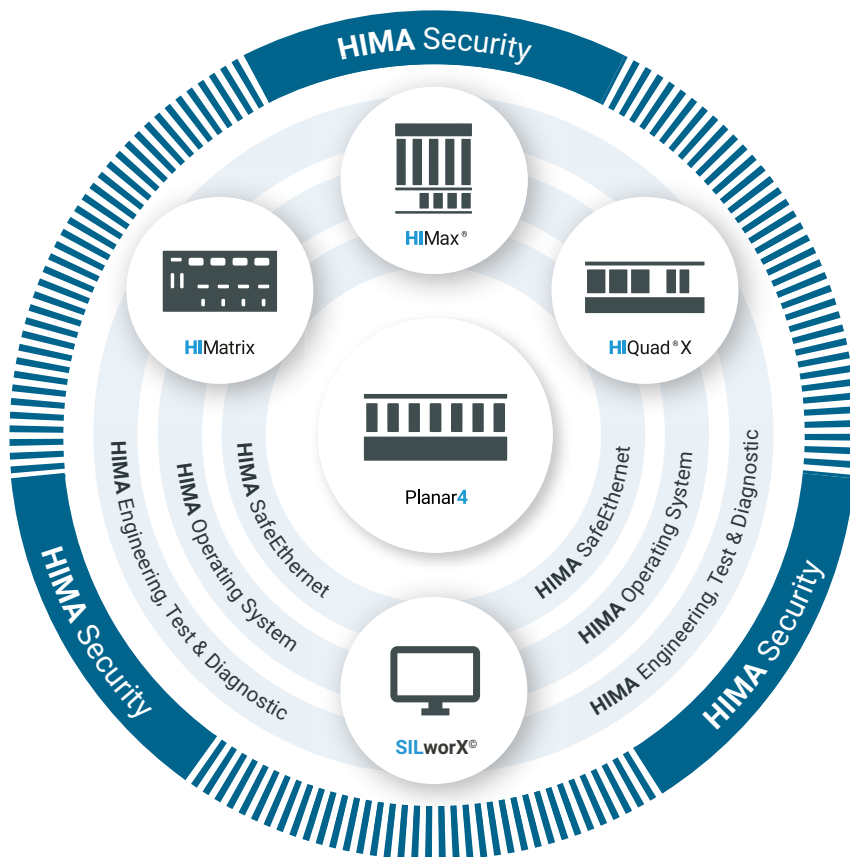 HIMA Security
HIMax®
HIMatrix
HIQuad®X
Planar4
HIMA SafeEthernet
HIMA Operating System
HIMA Engineering, Test & Diagnostic
HIMA SafeEthernet
HIMA Operating System
HIMA Engineering, Test & Diagnostic
HIMA Security
HIMA Security
SILworX©